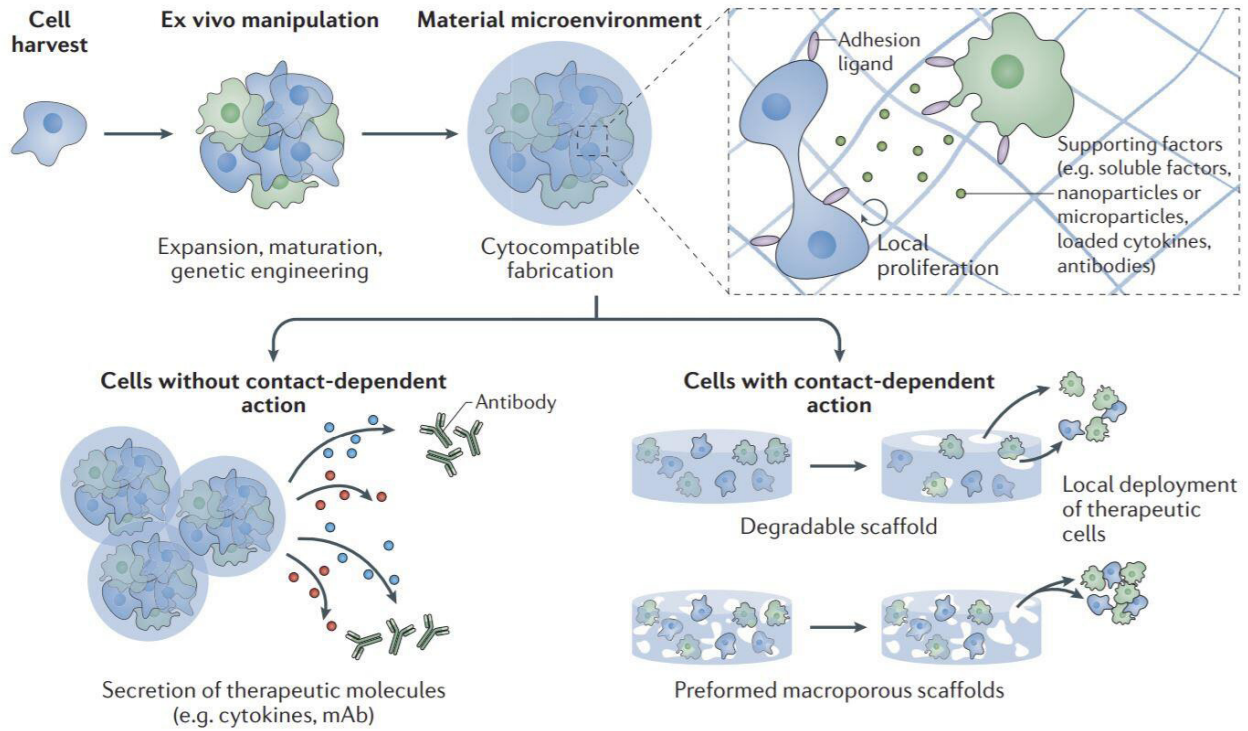 Cell
harvest
Ex vivo manipulation
Expansion, maturation,
genetic engineering
Material microenvironment
Cytocompatible
fabrication
Adhesion
ligand
Supporting factors
(e.g. soluble factors,
nanoparticles or
microparticles,
loaded cytokines,
antibodies)
Local
proliferation
Cells without contact-dependent
action
Antibody
Secretion of therapeutic molecules
(e.g. cytokines, mAb)
Cells with contact-dependent
action
Degradable scaffold
Local deployment
of therapeutic
cells
Preformed macroporous scaffolds